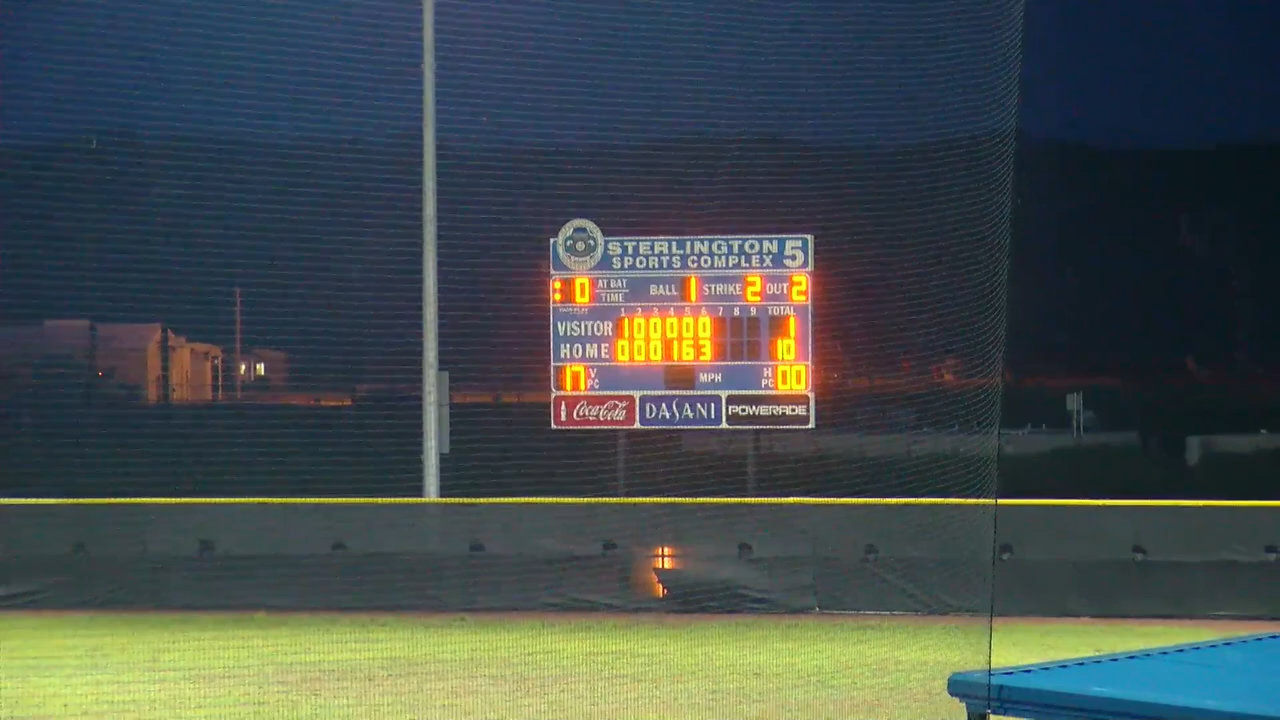 STERLINGTON 5
SPORTS COMPLEX
:0 AT BAT TIME BALL 1 STRIKE 2 OUT 2
1 2 3 4 5 6 7 8 9 TOTAL
VISITOR 1 0 0 0 0 0 1
HOME 0 0 0 1 6 3 10
17 V PC MPH H PC 00
Coca-Cola DASANI POWERADE